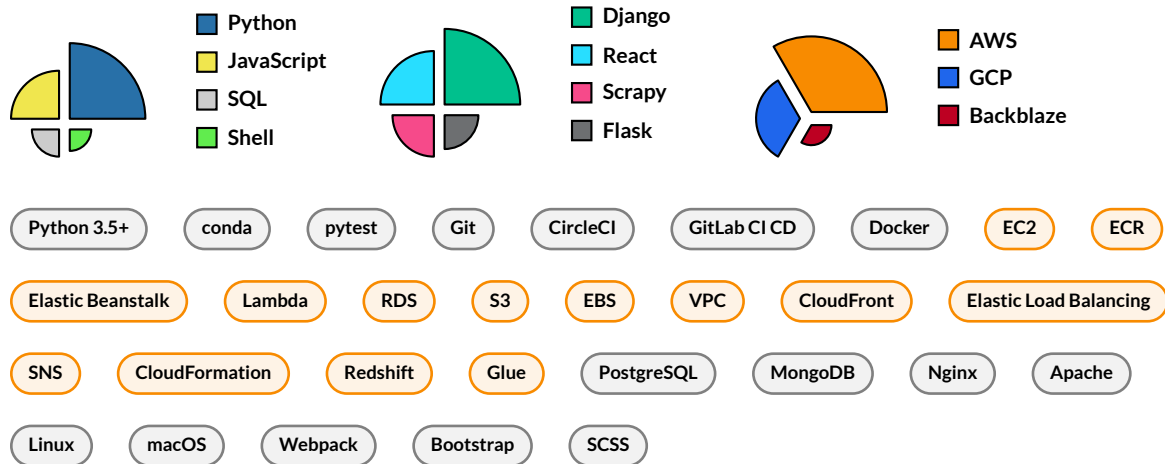 Python
JavaScript
SQL
Shell
Django
React
Scrapy
Flask
AWS
GCP
Backblaze
Python 3.5+ conda pytest Git CircleCI GitLab CI CD Docker EC2 ECR
Elastic Beanstalk Lambda RDS S3 EBS VPC CloudFront Elastic Load Balancing
SNS CloudFormation Redshift Glue PostgreSQL MongoDB Nginx Apache
Linux macOS Webpack Bootstrap SCSS